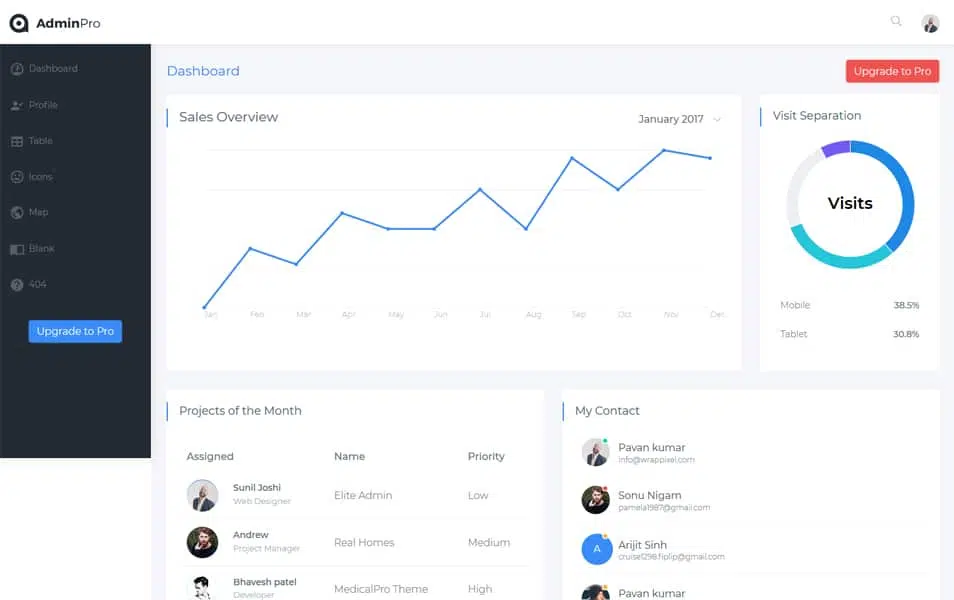 AdminPro
Dashboard
Profile
Table
Icons
Map
Blank
404
Upgrade to Pro
Dashboard
Upgrade to Pro
Sales Overview
January 2017
Jan Feb Mar Apr May Jun Jul Aug Sep Oct Nov Dec
Visit Separation
Visits
Mobile 38.5%
Tablet 30.8%
Projects of the Month
Assigned Name Priority
Sunil Joshi
Web Designer
Elite Admin Low
Andrew
Project Manager
Real Homes Medium
Bhavesh patel
Developer
MedicalPro Theme High
My Contact
Pavan kumar
info@wrappixel.com
Sonu Nigam
pamela1987@gmail.com
A
Arijit Sinh
cruise1298.fiplip@gmail.com
Pavan kumar